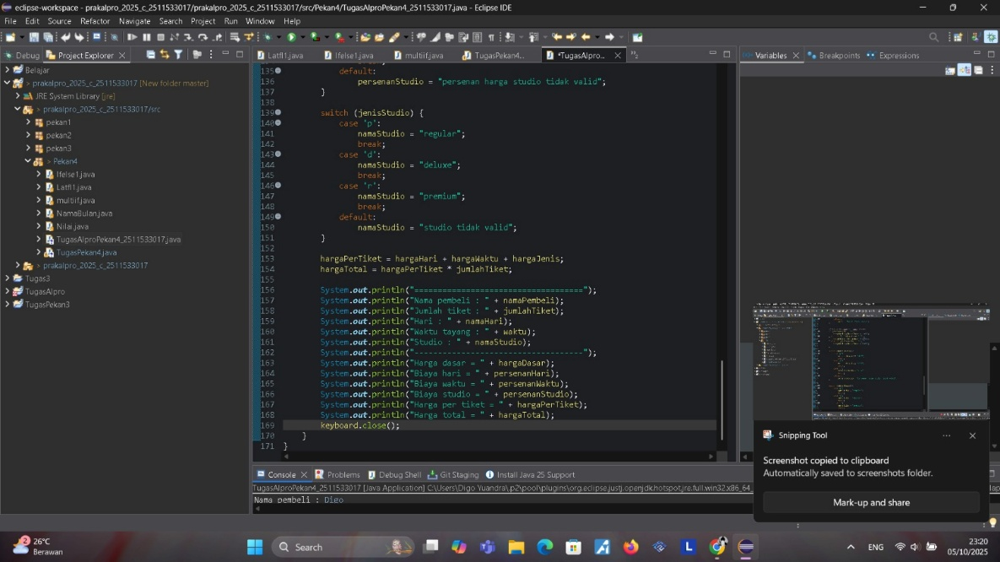 eclipse-workspace - prakalpro_2025_c_2511533017/prakalpro_2025_c_2511533017/src/Pekan4/TugasAlproPekan4_2511533017.java - Eclipse IDE
File Edit Source Refactor Navigate Search Project Run Window Help
Debug Project Explorer
Latfl1.java Ifelse1.java multiif.java TugasPekan4... *TugasAlpro...
Variables Breakpoints Expressions
Belajar
> prakalpro_2025_c_2511533017 [New folder master]
JRE System Library [jre]
> prakalpro_2025_c_2511533017/src
pekan1
pekan2
pekan3
> Pekan4
Ifelse1.java
Latfl1.java
multiif.java
NamaBulan.java
Nilai.java
TugasAlproPekan4_2511533017.java
TugasPekan4.java
> prakalpro_2025_c_2511533017
Tugas3
TugasAlpro
TugasPekan3
135 default:
136 persenanStudio = "persenan harga studio tidak valid";
137 }
138
139 switch (jenisStudio) {
140 case 'p':
141 namaStudio = "regular";
142 break;
143 case 'd':
144 namaStudio = "deluxe";
145 break;
146 case 'r':
147 namaStudio = "premium";
148 break;
149 default:
150 namaStudio = "studio tidak valid";
151 }
152
153 hargaPerTiket = hargaHari + hargaWaktu + hargaJenis;
154 hargaTotal = hargaPerTiket * jumlahTiket;
155
156 System.out.println("====================================");
157 System.out.println("Nama pembeli : " + namaPembeli);
158 System.out.println("Jumlah tiket : " + jumlahTiket);
159 System.out.println("Hari : " + namaHari);
160 System.out.println("Waktu tayang : " + waktu);
161 System.out.println("Studio : " + namaStudio);
162 System.out.println("------------------------------------");
163 System.out.println("Harga dasar = " + hargaDasar);
164 System.out.println("Biaya hari = " + persenanHari);
165 System.out.println("Biaya waktu = " + persenanWaktu);
166 System.out.println("Biaya studio = " + persenanStudio);
167 System.out.println("Harga per tiket = " + hargaPerTiket);
168 System.out.println("Harga total = " + hargaTotal);
169 keyboard.close();
170 }
171 }
Snipping Tool
Screenshot copied to clipboard
Automatically saved to screenshots folder.
Mark-up and share
Console Problems Debug Shell Git Staging Install Java 25 Support
TugasAlproPekan4_2511533017 [Java Application] C:\Users\Digo Yuandra\.p2\pool\plugins\org.eclipse.justj.openjdk.hotspot.jre.full.win32.x86_64_
Nama pembeli : Digo
2
26°C
Berawan
Search
ENG
23:20
05/10/2025